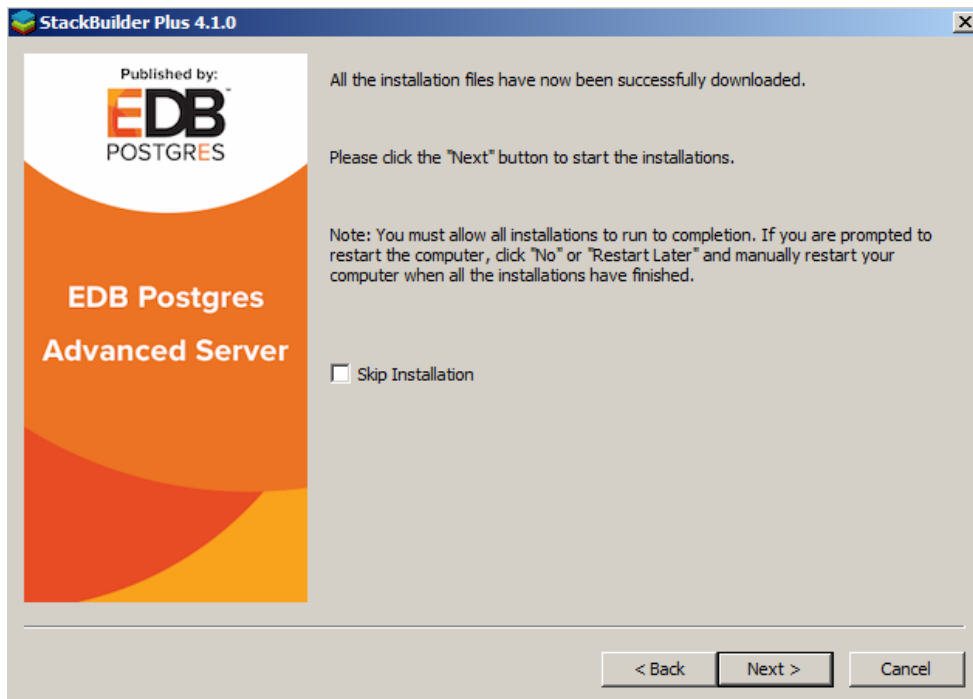 StackBuilder Plus 4.1.0
Published by:
EDB™
POSTGRES
EDB Postgres
Advanced Server
All the installation files have now been successfully downloaded.
Please click the "Next" button to start the installations.
Note: You must allow all installations to run to completion. If you are prompted to
restart the computer, click "No" or "Restart Later" and manually restart your
computer when all the installations have finished.
Skip Installation
< Back
Next >
Cancel